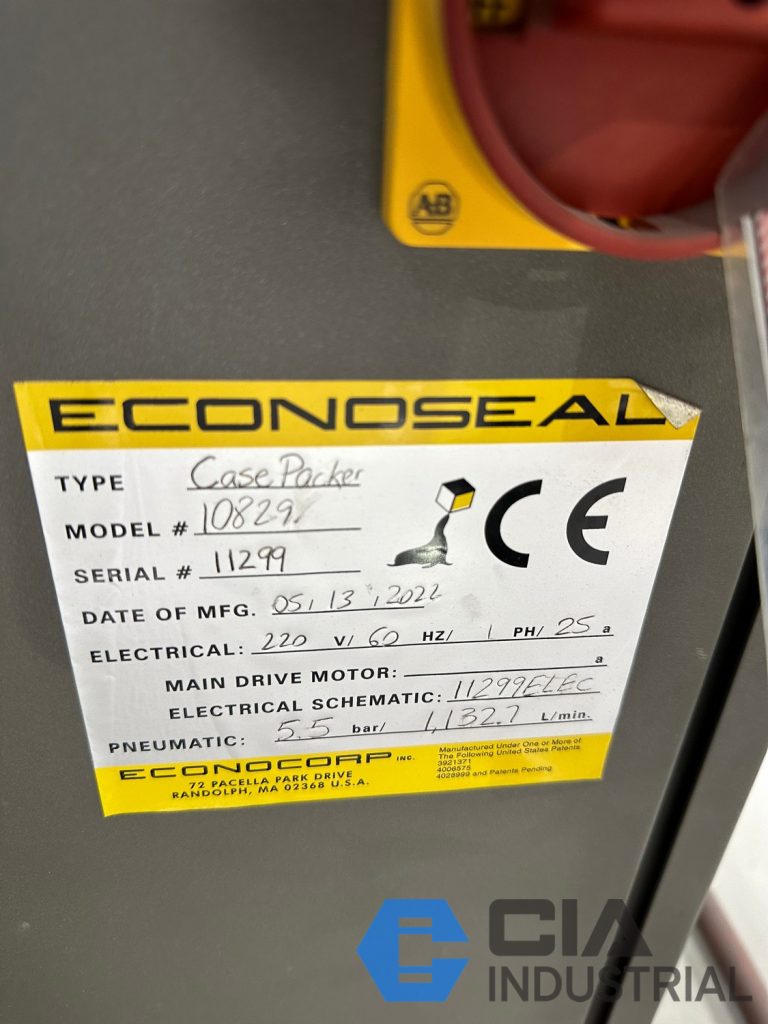 A-B
ECONOSEAL
TYPE Case Packer
MODEL # 10829
SERIAL # 11299
CE
DATE OF MFG. 05, 13, 2022
ELECTRICAL: 220 V/ 60 HZ/ 1 PH/ 25 a
MAIN DRIVE MOTOR: a
ELECTRICAL SCHEMATIC: 11299ELEC
PNEUMATIC: 5.5 bar/ 1,132.7 L/min.
ECONOCORP INC.
72 PACELLA PARK DRIVE
RANDOLPH, MA 02368 U.S.A.
Manufactured Under One or More of
The Following United States Patents
3921371
4006575
4028999 and Patents Pending
CIA
INDUSTRIAL